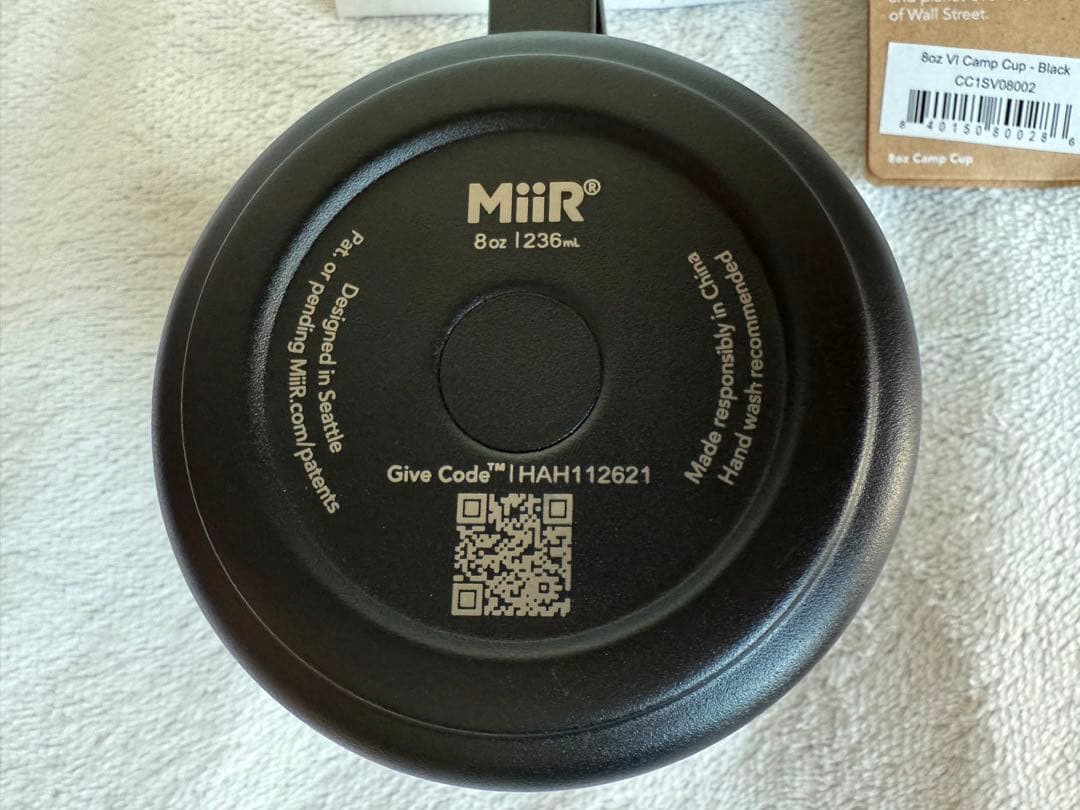 of Wall Street.
8oz VI Camp Cup - Black
CC1SV08002
8 40150 80028 6
8oz Camp Cup
MiiR®
8oz | 236mL
Designed in Seattle
Pat. or pending MiiR.com/patents
Made responsibly in China
Hand wash recommended
Give Code™ | HAH112621